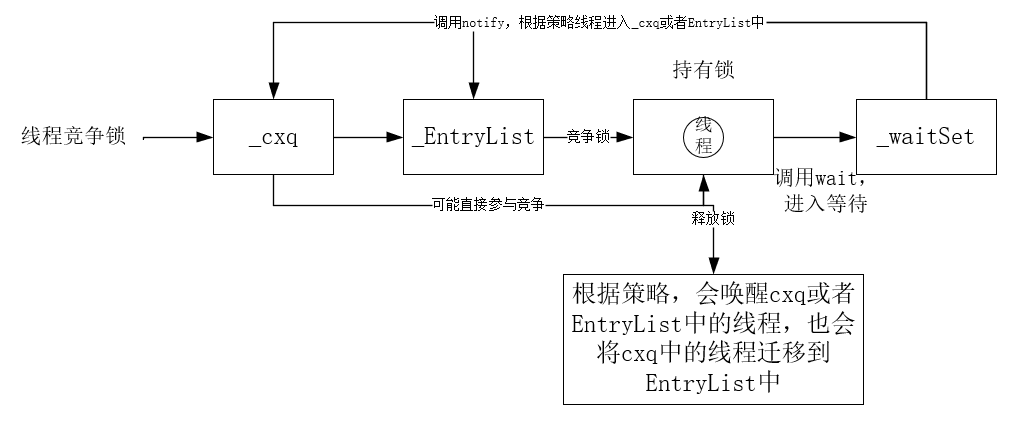 调用notify，根据策略线程进入_cxq或者EntryList中
持有锁
线程竞争锁
_cxq
_EntryList
竞争锁
线
程
_waitSet
调用wait，
进入等待
可能直接参与竞争
释放锁
根据策略，会唤醒cxq或者
EntryList中的线程，也会
将cxq中的线程迁移到
EntryList中